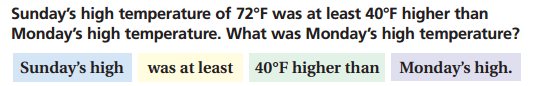 Sunday's high temperature of 72°F was at least 40°F higher than
Monday's high temperature. What was Monday's high temperature?
Sunday's high was at least 40°F higher than Monday's high.